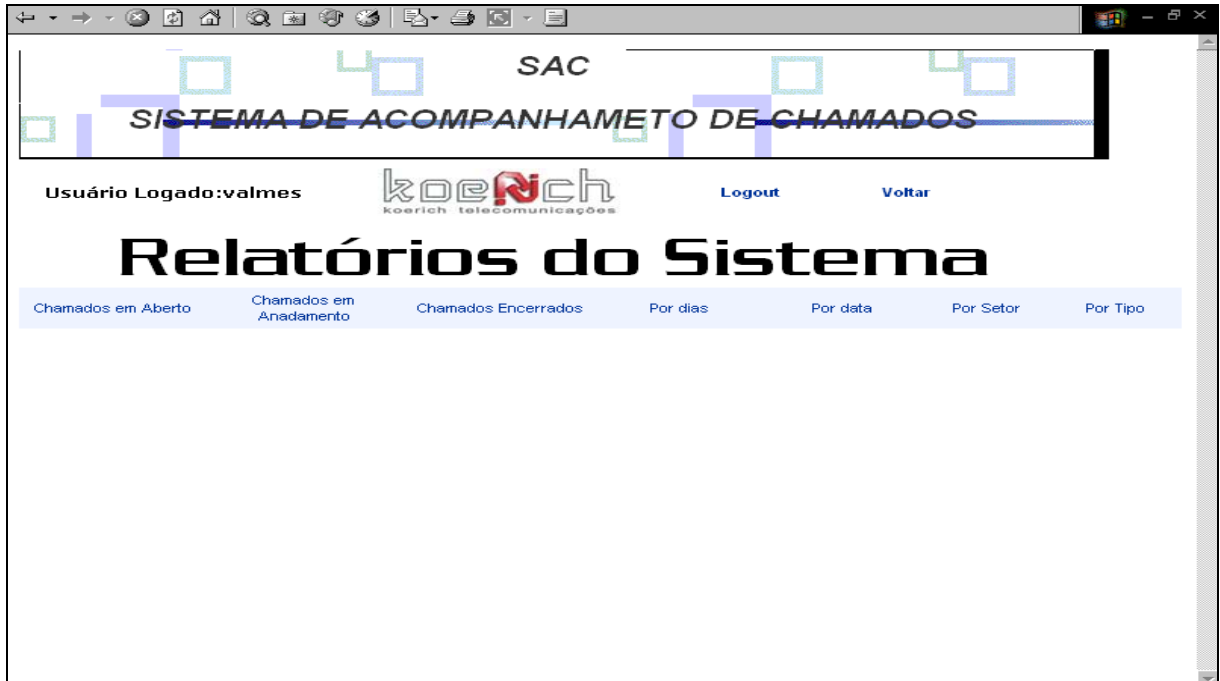 SAC
SISTEMA DE ACOMPANHAMETO DE CHAMADOS
Usuário Logado:valmes
koerich
koerich telecomunicações
Logout
Voltar
Relatórios do Sistema
Chamados em Aberto
Chamados em
Anadamento
Chamados Encerrados
Por dias
Por data
Por Setor
Por Tipo